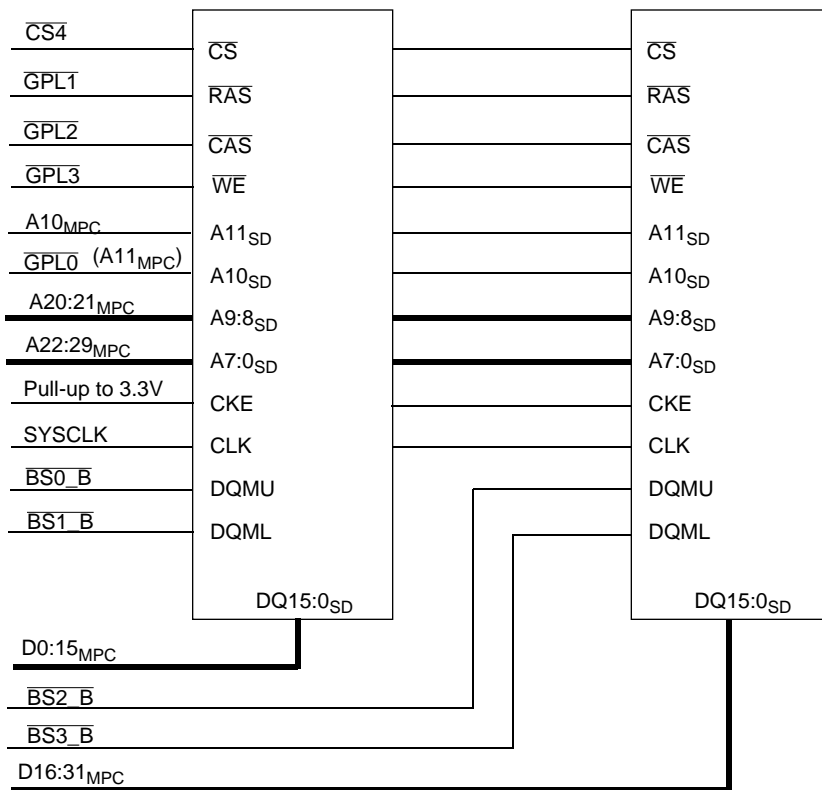 CS4
GPL1
GPL2
GPL3
A10MPC
GPL0 (A11MPC)
A20:21MPC
A22:29MPC
Pull-up to 3.3V
SYSCLK
BS0_B
BS1_B
CS
RAS
CAS
WE
A11SD
A10SD
A9:8SD
A7:0SD
CKE
CLK
DQMU
DQML
DQ15:0SD
CS
RAS
CAS
WE
A11SD
A10SD
A9:8SD
A7:0SD
CKE
CLK
DQMU
DQML
DQ15:0SD
D0:15MPC
BS2_B
BS3_B
D16:31MPC